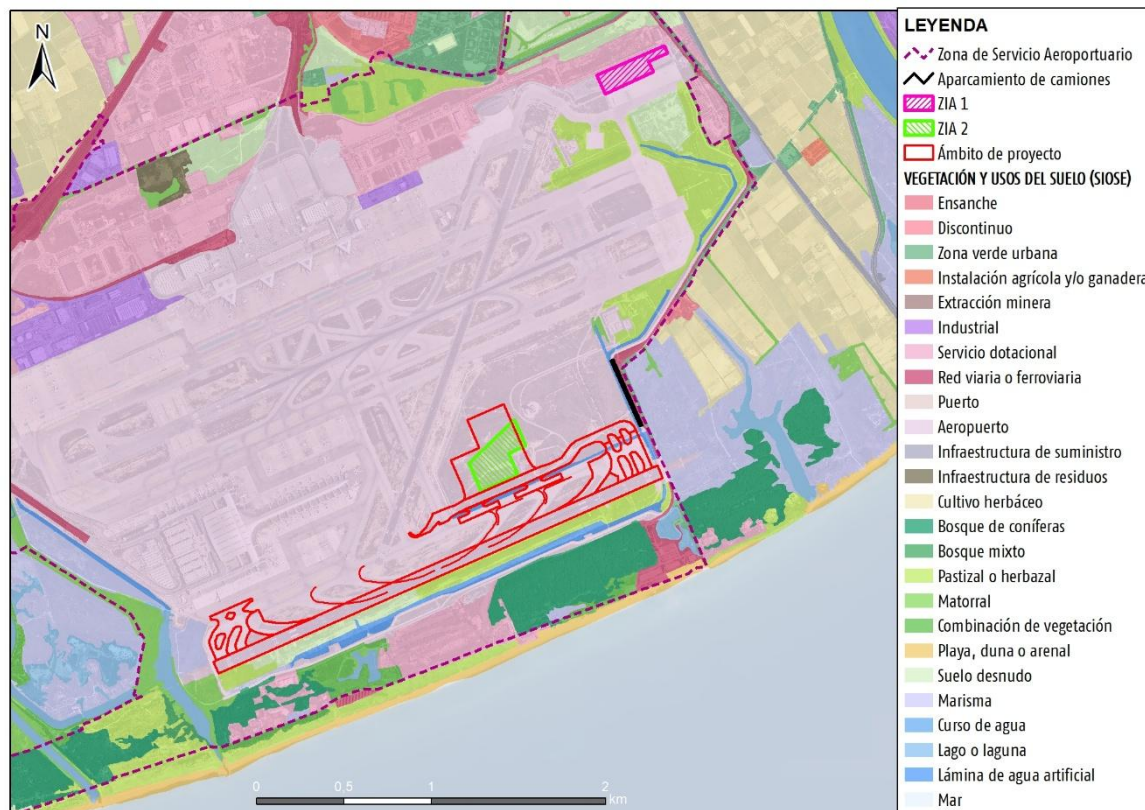 N
0
0,5
1
2
km
LEYENDA
Zona de Servicio Aeroportuario
Aparcamiento de camiones
ZIA 1
ZIA 2
Ámbito de proyecto
VEGETACIÓN Y USOS DEL SUELO (SIOSE)
Ensanche
Discontinuo
Zona verde urbana
Instalación agrícola y/o ganadera
Extracción minera
Industrial
Servicio dotacional
Red viaria o ferroviaria
Puerto
Aeropuerto
Infraestructura de suministro
Infraestructura de residuos
Cultivo herbáceo
Bosque de coníferas
Bosque mixto
Pastizal o herbazal
Matorral
Combinación de vegetación
Playa, duna o arenal
Suelo desnudo
Marisma
Curso de agua
Lago o laguna
Lámina de agua artificial
Mar